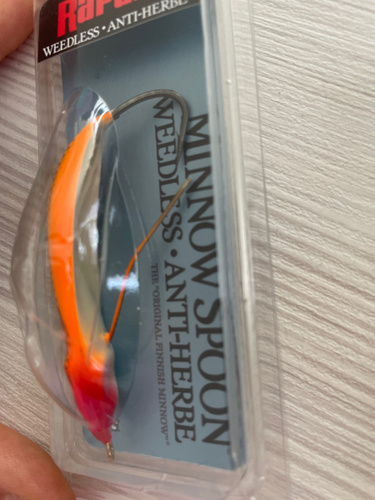 Rapala
WEEDLESS • ANTI-HERBE
MINNOW SPOON
WEEDLESS • ANTI-HERBE
THE "ORIGINAL FINNISH MINNOW"®